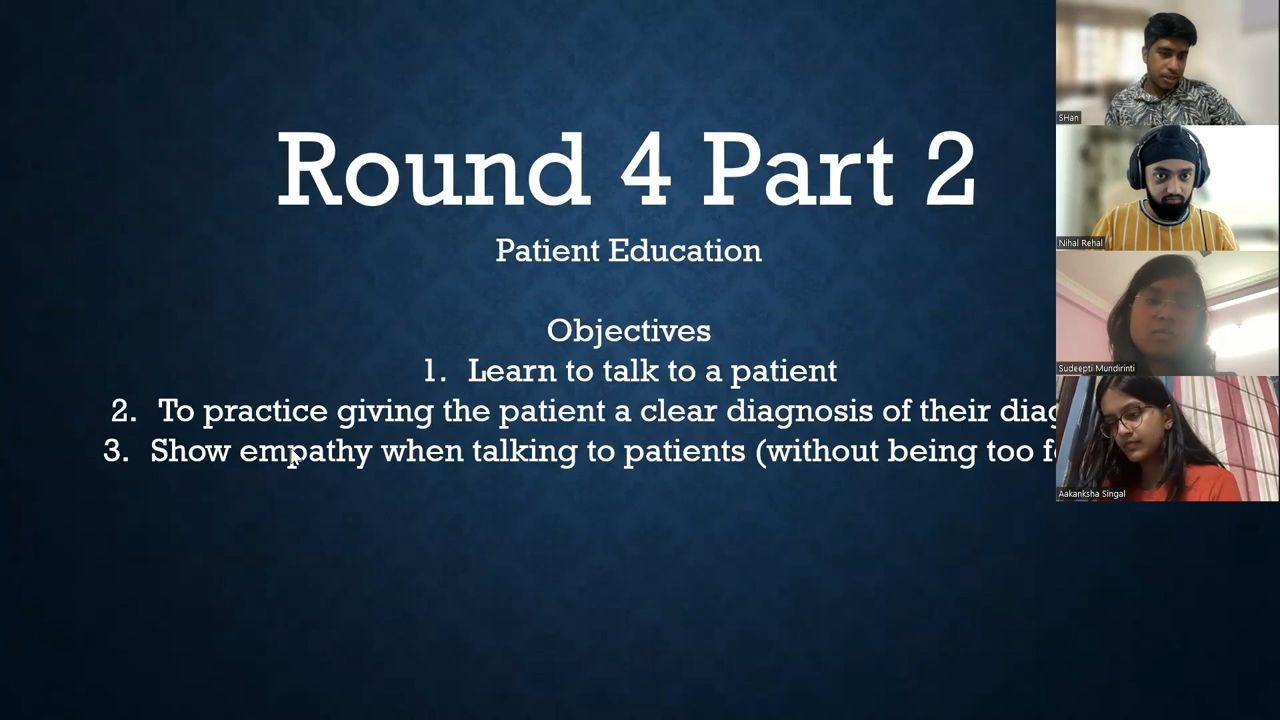 Round 4 Part 2
Patient Education
Objectives
1. Learn to talk to a patient
2. To practice giving the patient a clear diagnosis of their
3. Show empathy when talking to patients (without being too
SHan
Nihal Rehal
Sudeepti Mundirinti
Aakanksha Singal